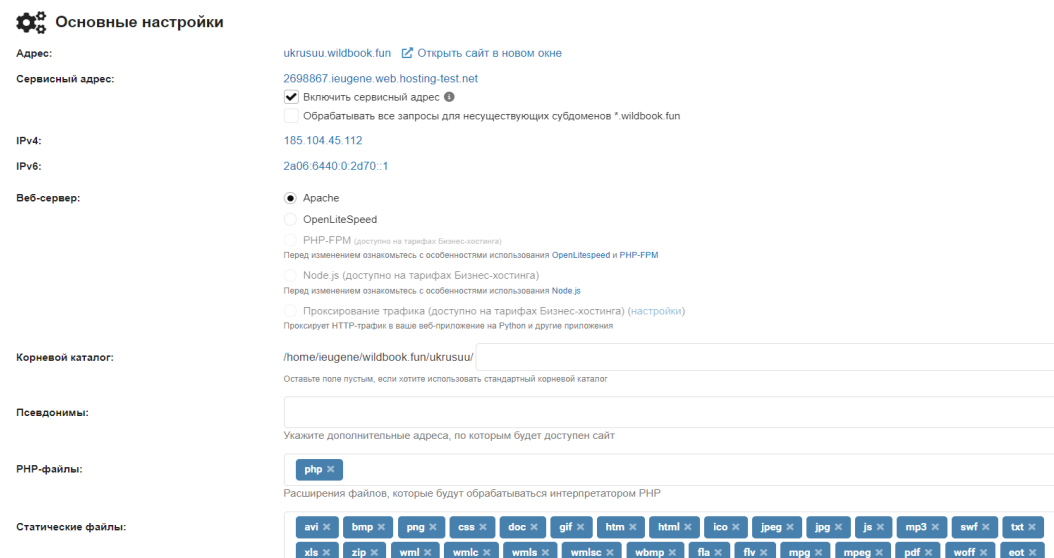 Основные настройки
Адрес: ukrusuu.wildbook.fun Открыть сайт в новом окне
Сервисный адрес: 2698867.ieugene.web.hosting-test.net
Включить сервисный адрес
Обрабатывать все запросы для несуществующих субдоменов *.wildbook.fun
IPv4: 185.104.45.112
IPv6: 2a06:6440:0:2d70::1
Веб-сервер: Apache
OpenLiteSpeed
PHP-FPM (доступно на тарифах Бизнес-хостинга)
Перед изменением ознакомьтесь с особенностями использования OpenLitespeed и PHP-FPM
Node.js (доступно на тарифах Бизнес-хостинга)
Перед изменением ознакомьтесь с особенностями использования Node.js
Проксирование трафика (доступно на тарифах Бизнес-хостинга) (настройки)
Проксирует HTTP-трафик в ваше веб-приложение на Python и другие приложения
Корневой каталог: /home/ieugene/wildbook.fun/ukrusuu/
Оставьте поле пустым, если хотите использовать стандартный корневой каталог
Псевдонимы:
Укажите дополнительные адреса, по которым будет доступен сайт
PHP-файлы: php ×
Расширения файлов, которые будут обрабатываться интерпретатором PHP
Статические файлы: avi × bmp × png × css × doc × gif × htm × html × ico × jpeg × jpg × js × mp3 × swf × txt ×
xls × zip × wml × wmlc × wmls × wmlsc × wbmp × fla × flv × mpg × mpeg × pdf × woff × eot ×